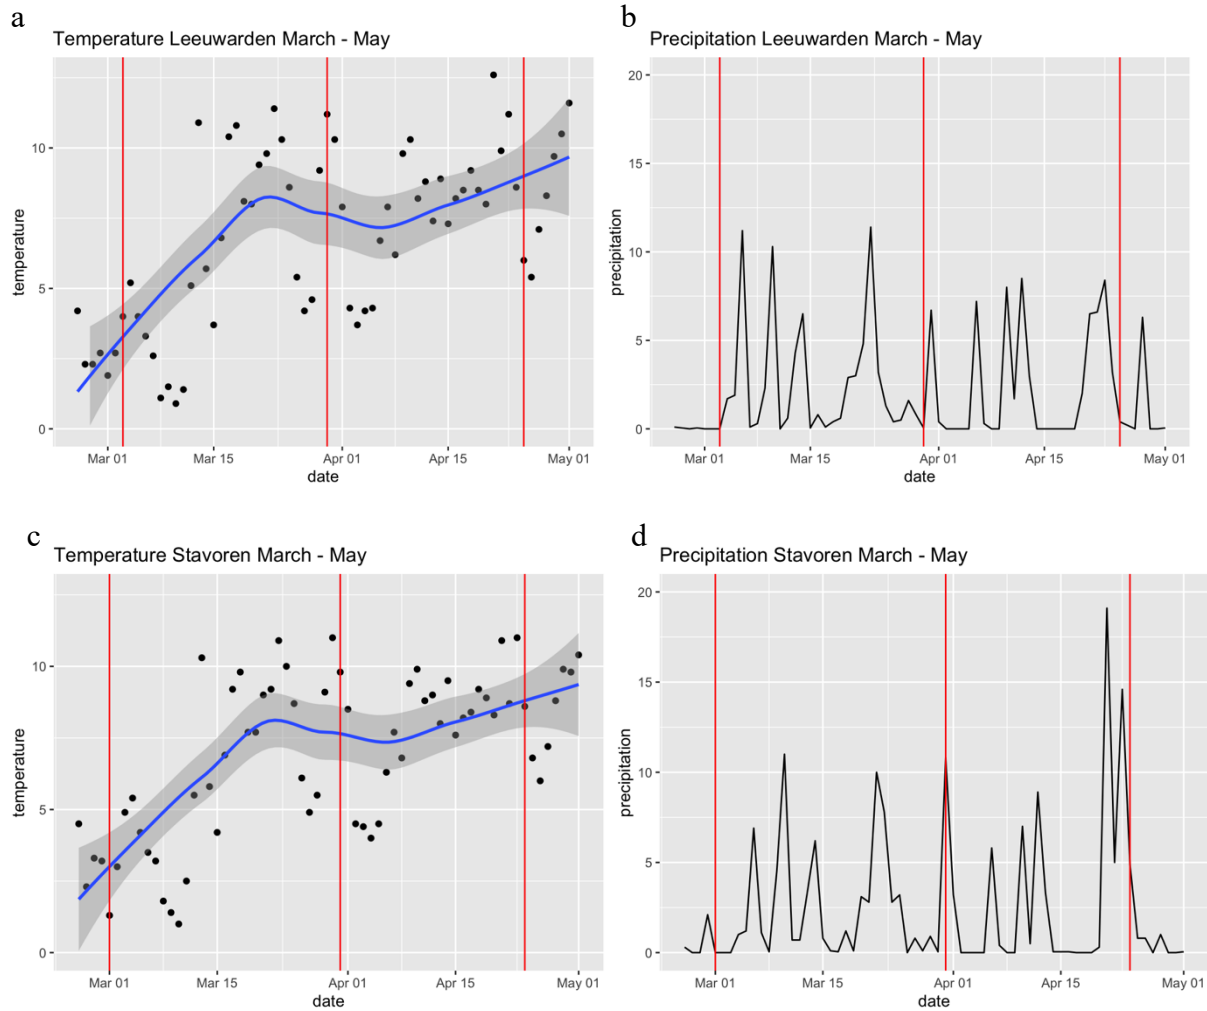 a
Temperature Leeuwarden March - May
temperature
10
5
0
Mar 01 Mar 15 Apr 01 Apr 15 May 01
date
b
Precipitation Leeuwarden March - May
precipitation
20
15
10
5
0
Mar 01 Mar 15 Apr 01 Apr 15 May 01
date
c
Temperature Stavoren March - May
temperature
10
5
0
Mar 01 Mar 15 Apr 01 Apr 15 May 01
date
d
Precipitation Stavoren March - May
precipitation
20
15
10
5
0
Mar 01 Mar 15 Apr 01 Apr 15 May 01
date